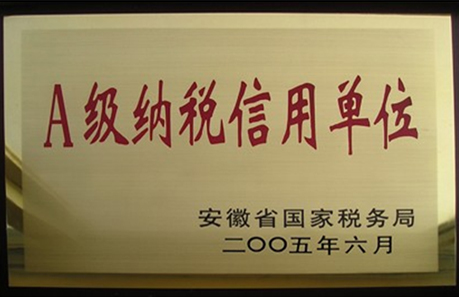 A级纳税信用单位
安徽省国家税务局
二〇〇五年六月